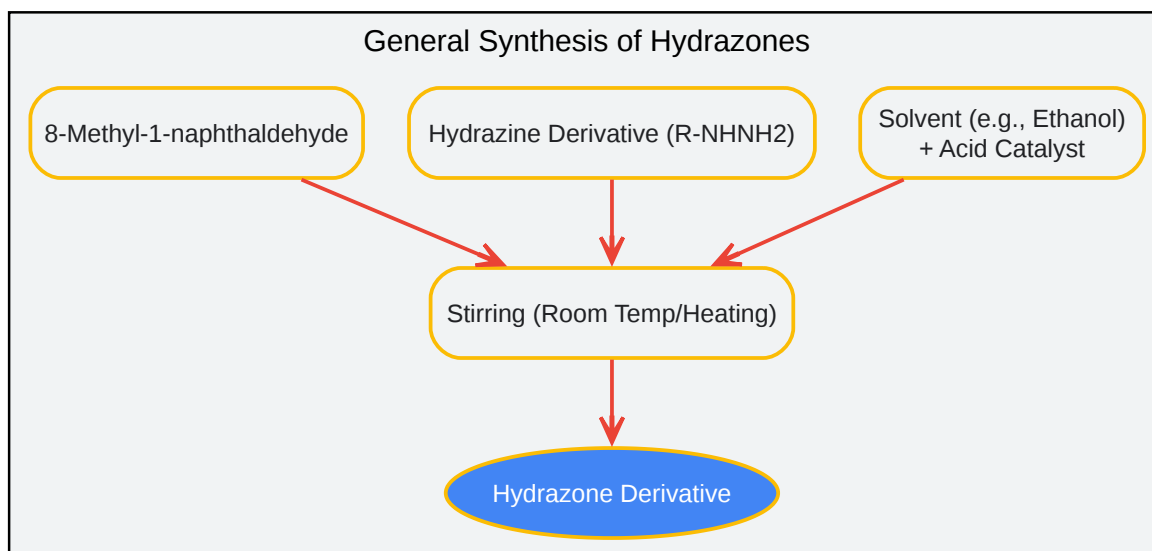 General Synthesis of Hydrazones
8-Methyl-1-naphthaldehyde
Hydrazine Derivative (R-NHNH2)
Solvent (e.g., Ethanol)
+ Acid Catalyst
Stirring (Room Temp/Heating)
Hydrazone Derivative